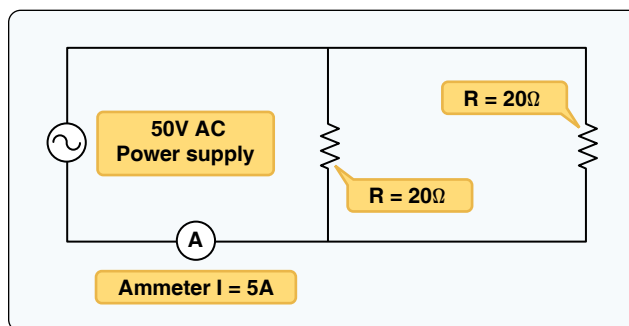 50V AC
Power supply
R = 20Ω
R = 20Ω
A
Ammeter I = 5A